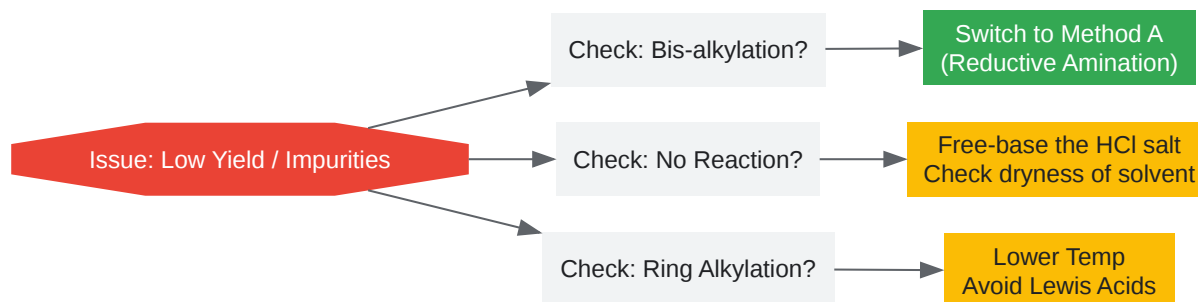 Check: Bis-alkylation?
Switch to Method A
(Reductive Amination)
Issue: Low Yield / Impurities
Check: No Reaction?
Free-base the HCl salt
Check dryness of solvent
Check: Ring Alkylation?
Lower Temp
Avoid Lewis Acids